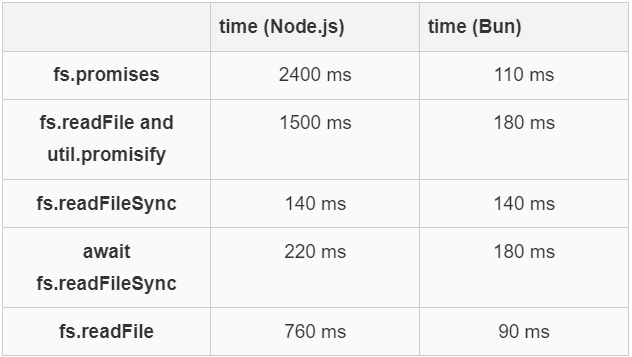 time (Node.js) time (Bun)
fs.promises 2400 ms 110 ms
fs.readFile and 1500 ms 180 ms
util.promisify
fs.readFileSync 140 ms 140 ms
await 220 ms 180 ms
fs.readFileSync
fs.readFile 760 ms 90 ms